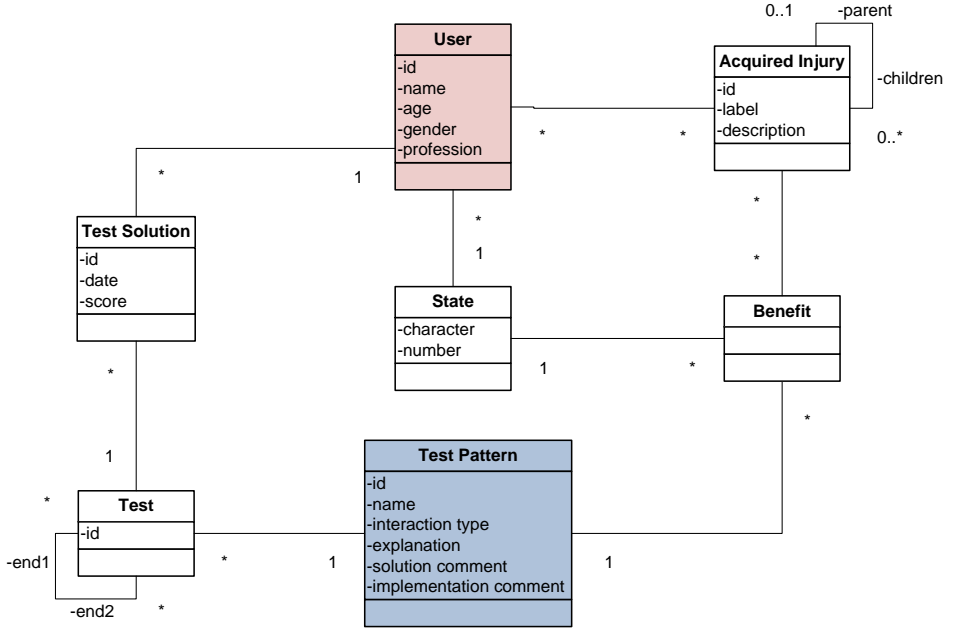 0..1
-parent
User
-id
-name
-age
-gender
-profession
Acquired Injury
-id
-label
-description
-children
0..*
*
*
*
1
*
1
*
*
Test Solution
-id
-date
-score
State
-character
-number
Benefit
1
*
*
*
1
Test Pattern
-id
-name
-interaction type
-explanation
-solution comment
-implementation comment
*
Test
-id
-end1
-end2
*
*
1
1